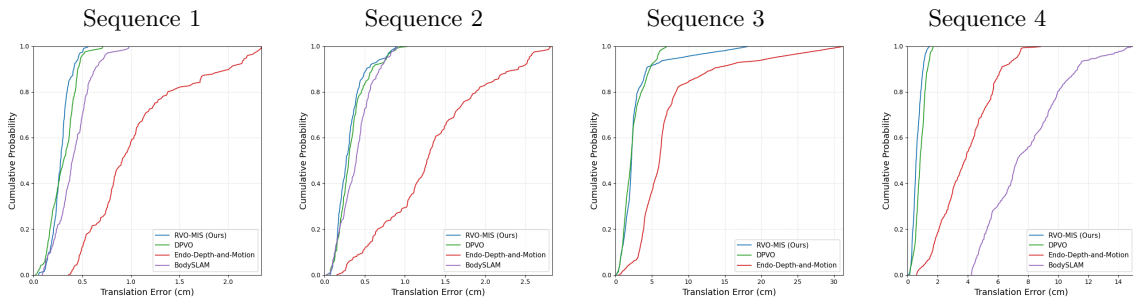 Sequence 1
Sequence 2
Sequence 3
Sequence 4
Cumulative Probability
1.0
0.8
0.6
0.4
0.2
0.0
RVO-MIS (Ours)
DPVO
Endo-Depth-and-Motion
BodySLAM
0.0 0.5 1.0 1.5 2.0
Translation Error (cm)
Cumulative Probability
1.0
0.8
0.6
0.4
0.2
0.0
RVO-MIS (Ours)
DPVO
Endo-Depth-and-Motion
BodySLAM
0.0 0.5 1.0 1.5 2.0 2.5
Translation Error (cm)
Cumulative Probability
1.0
0.8
0.6
0.4
0.2
0.0
RVO-MIS (Ours)
DPVO
Endo-Depth-and-Motion
0 5 10 15 20 25 30
Translation Error (cm)
Cumulative Probability
1.0
0.8
0.6
0.4
0.2
0.0
RVO-MIS (Ours)
DPVO
Endo-Depth-and-Motion
BodySLAM
0 2 4 6 8 10 12 14
Translation Error (cm)